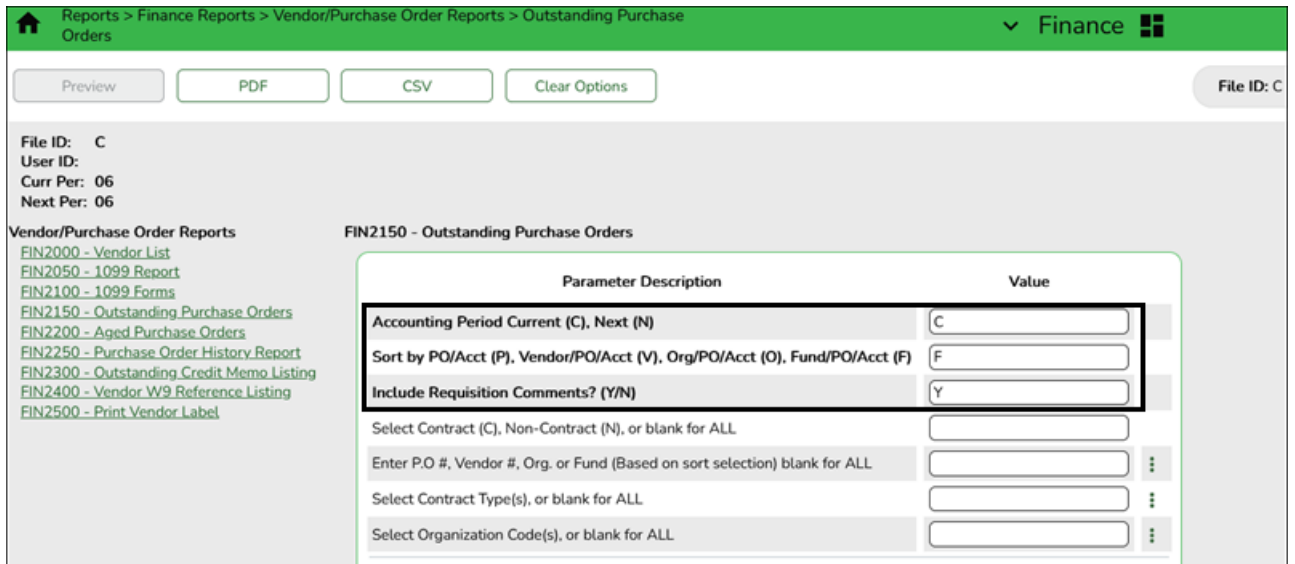 Reports > Finance Reports > Vendor/Purchase Order Reports > Outstanding Purchase
Orders
Finance
Preview
PDF
CSV
Clear Options
File ID: C
File ID: C
User ID:
Curr Per: 06
Next Per: 06
Vendor/Purchase Order Reports
FIN2000 - Vendor List
FIN2050 - 1099 Report
FIN2100 - 1099 Forms
FIN2150 - Outstanding Purchase Orders
FIN2200 - Aged Purchase Orders
FIN2250 - Purchase Order History Report
FIN2300 - Outstanding Credit Memo Listing
FIN2400 - Vendor W9 Reference Listing
FIN2500 - Print Vendor Label
FIN2150 - Outstanding Purchase Orders
Parameter Description Value
Accounting Period Current (C), Next (N) C
Sort by PO/Acct (P), Vendor/PO/Acct (V), Org/PO/Acct (O), Fund/PO/Acct (F) F
Include Requisition Comments? (Y/N) Y
Select Contract (C), Non-Contract (N), or blank for ALL
Enter P.O #, Vendor #, Org. or Fund (Based on sort selection) blank for ALL
Select Contract Type(s), or blank for ALL
Select Organization Code(s), or blank for ALL